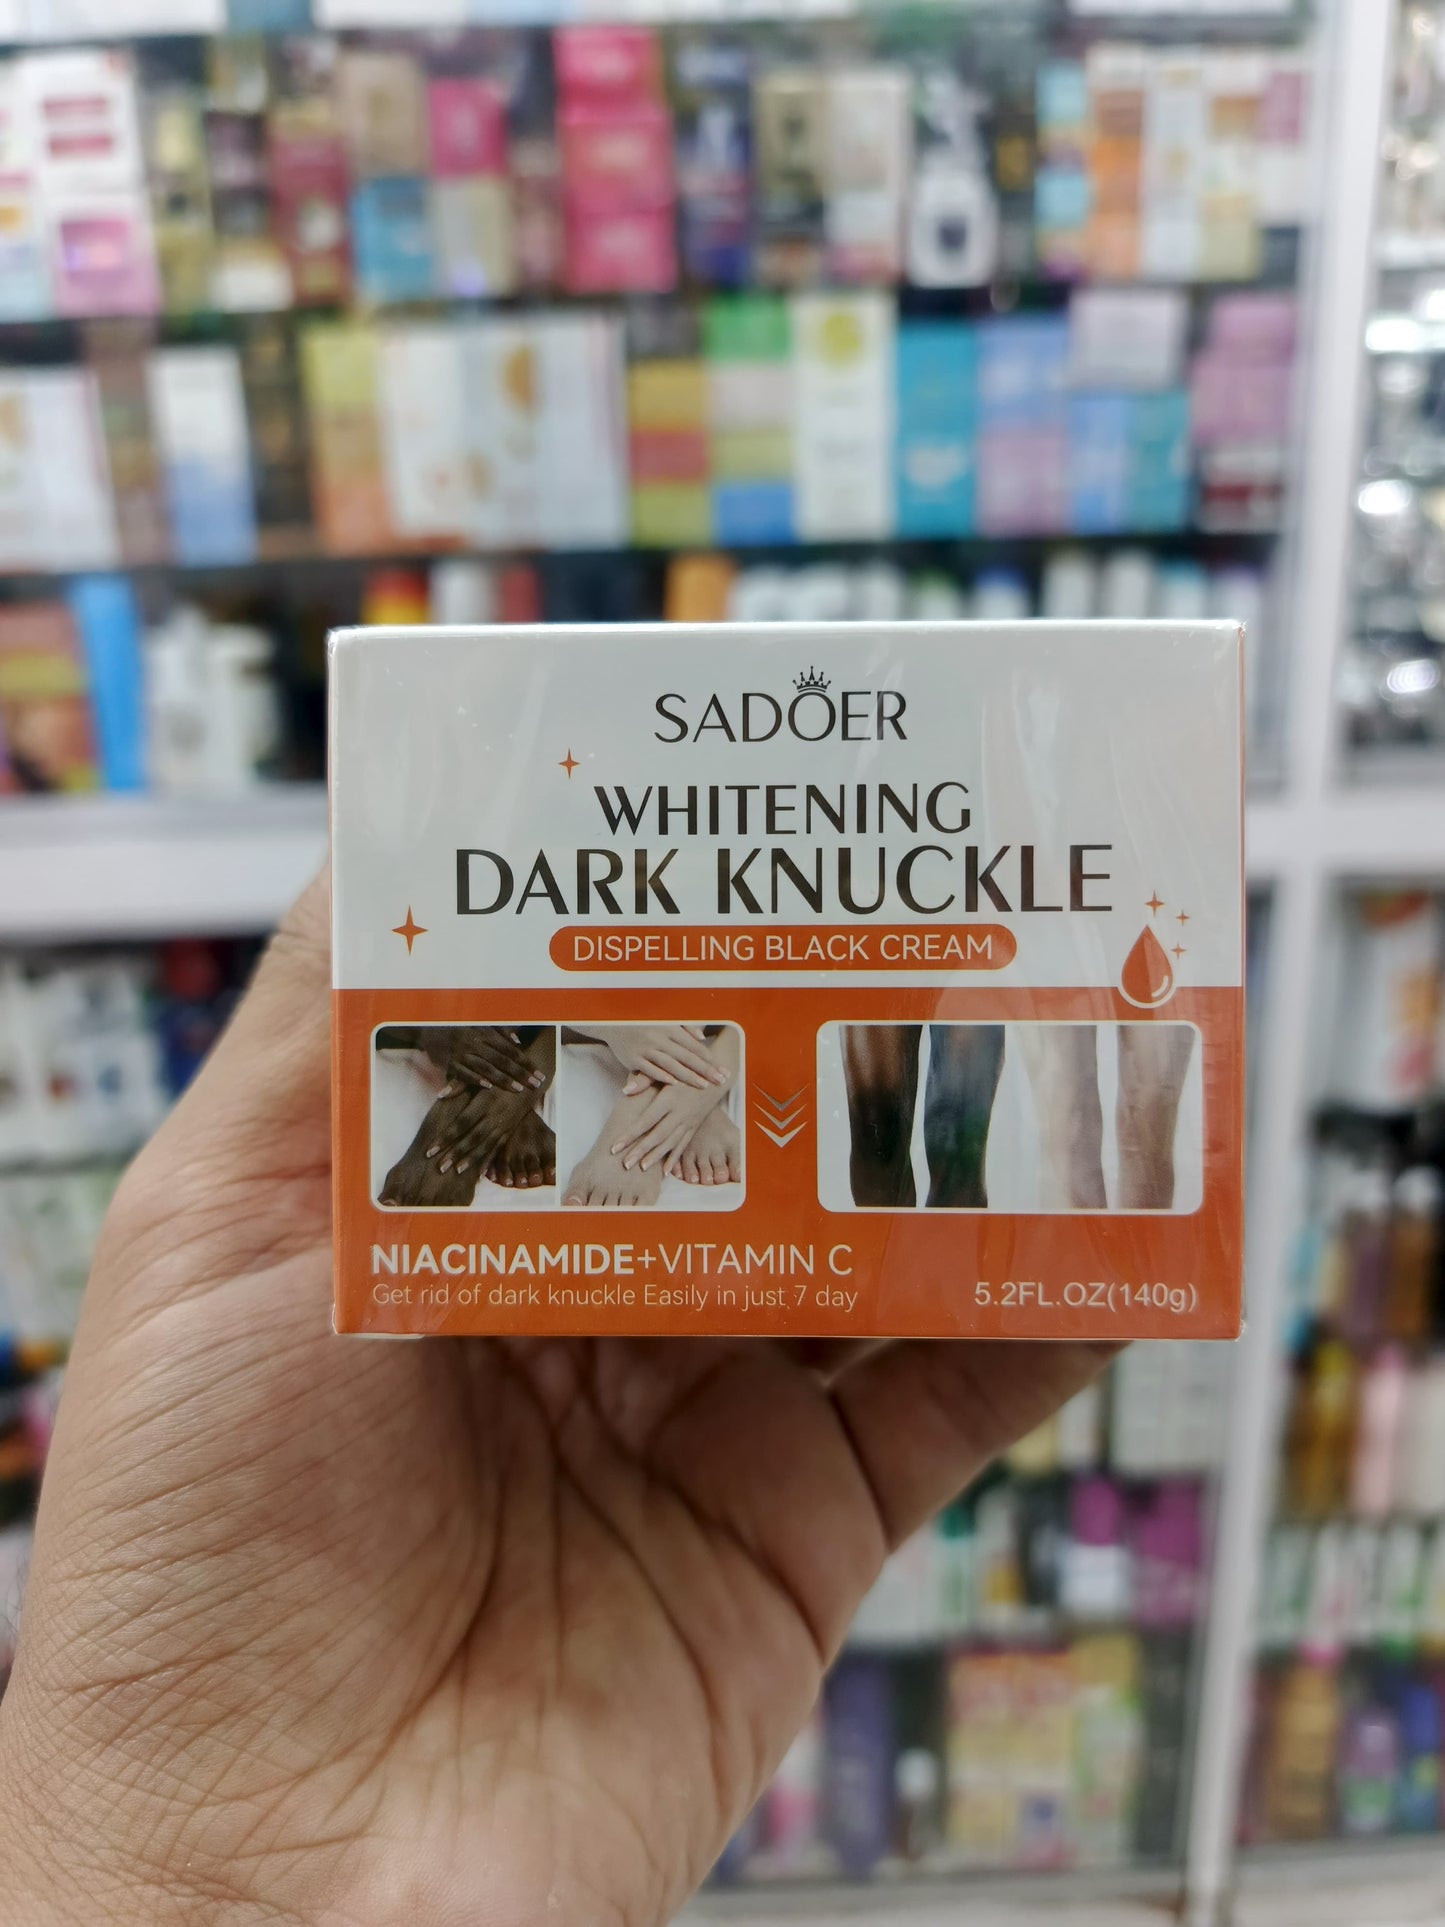 SADOER
WHITENING
DARK KNUCKLE
DISPELLING BLACK CREAM
NIACINAMIDE+VITAMIN C
Get rid of dark knuckle Easily in just 7 day
5.2FL.OZ(140g)